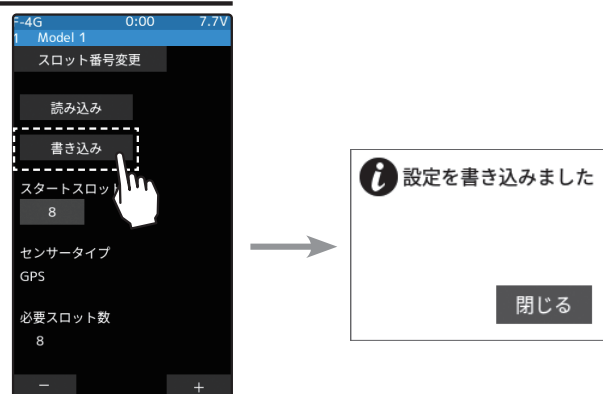 F-4G 0:00 7.7V
1 Model 1
スロット番号変更
読み込み
書き込み
スタートスロット
8
センサータイプ
GPS
必要スロット数
8
− +
設定を書き込みました
閉じる